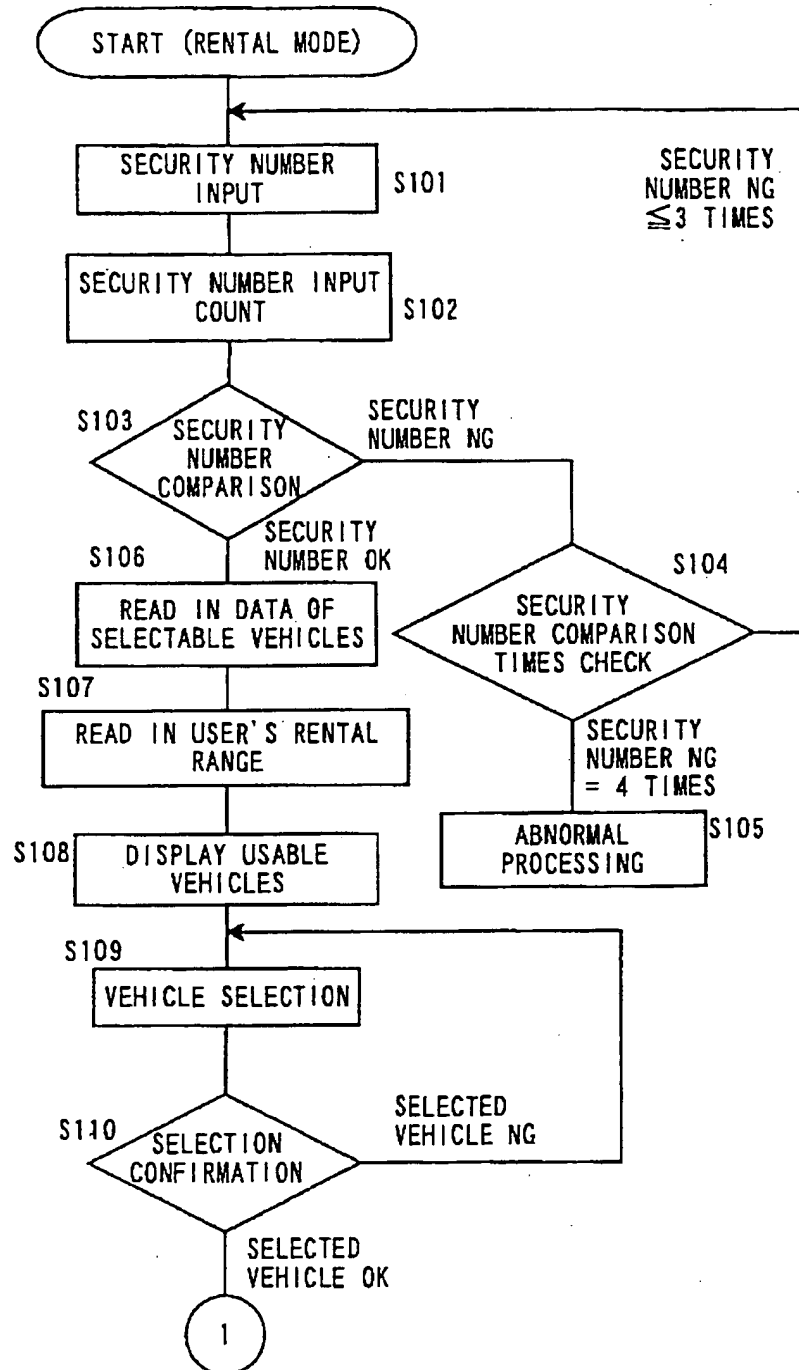 START (RENTAL MODE)
SECURITY NUMBER
INPUT
S101
SECURITY
NUMBER NG
≦3 TIMES
SECURITY NUMBER INPUT
COUNT
S102
S103
SECURITY
NUMBER
COMPARISON
SECURITY
NUMBER NG
SECURITY
NUMBER OK
S104
SECURITY
NUMBER COMPARISON
TIMES CHECK
S106
READ IN DATA OF
SELECTABLE VEHICLES
S107
READ IN USER'S RENTAL
RANGE
SECURITY
NUMBER NG
= 4 TIMES
S105
ABNORMAL
PROCESSING
S108
DISPLAY USABLE
VEHICLES
S109
VEHICLE SELECTION
S110
SELECTION
CONFIRMATION
SELECTED
VEHICLE NG
SELECTED
VEHICLE OK
1